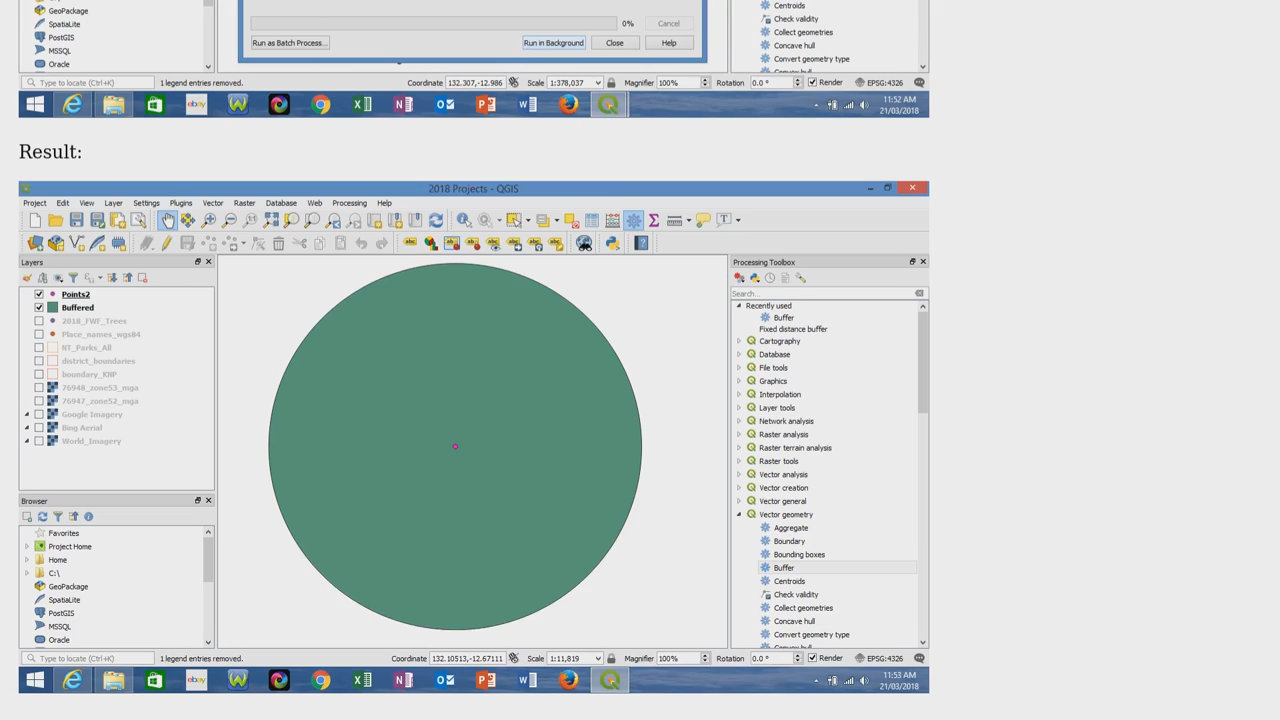 GeoPackage
SpatiaLite
PostGIS
MSSQL
Oracle
0%
Cancel
Run as Batch Process...
Run in Background
Close
Help
Centroids
Check validity
Collect geometries
Concave hull
Convert geometry type
Type to locate (Ctrl+K)
1 legend entries removed.
Coordinate 132.307,-12.986
Scale 1:378,037
Magnifier 100%
Rotation 0.0 °
Render
EPSG:4326
ebay
11:52 AM
21/03/2018
Result:
2018 Projects - QGIS
Project Edit View Layer Settings Plugins Vector Raster Database Web Processing Help
Layers
Points2
Buffered
2018_FWF_Trees
Place_names_wgs84
NT_Parks_All
district_boundaries
boundary_KNP
76948_zone53_mga
76947_zone52_mga
Google Imagery
Bing Aerial
World_Imagery
Browser
Favorites
Project Home
Home
C:\
GeoPackage
SpatiaLite
PostGIS
MSSQL
Oracle
Processing Toolbox
Search...
Recently used
Buffer
Fixed distance buffer
Cartography
Database
File tools
Graphics
Interpolation
Layer tools
Network analysis
Raster analysis
Raster terrain analysis
Raster tools
Vector analysis
Vector creation
Vector general
Vector geometry
Aggregate
Boundary
Bounding boxes
Buffer
Centroids
Check validity
Collect geometries
Concave hull
Convert geometry type
Type to locate (Ctrl+K)
1 legend entries removed.
Coordinate 132.10513,-12.67111
Scale 1:11,819
Magnifier 100%
Rotation 0.0 °
Render
EPSG:4326
ebay
11:53 AM
21/03/2018